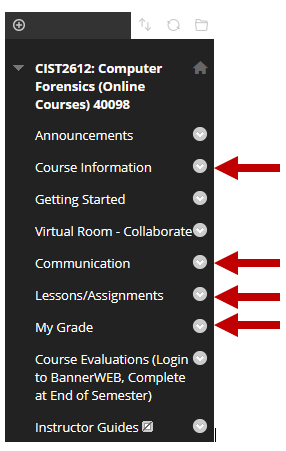 CIST2612: Computer
Forensics (Online
Courses) 40098
Announcements
Course Information
Getting Started
Virtual Room - Collaborate
Communication
Lessons/Assignments
My Grade
Course Evaluations (Login
to BannerWEB, Complete
at End of Semester)
Instructor Guides